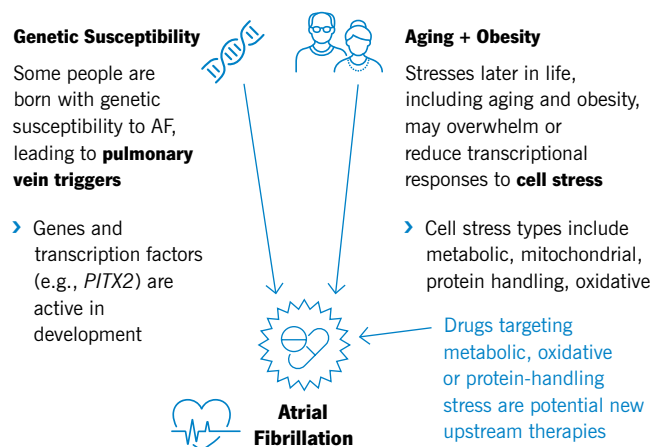 Genetic Susceptibility
Some people are
born with genetic
susceptibility to AF,
leading to pulmonary
vein triggers
› Genes and
transcription factors
(e.g., PITX2) are
active in
development
Aging + Obesity
Stresses later in life,
including aging and obesity,
may overwhelm or
reduce transcriptional
responses to cell stress
› Cell stress types include
metabolic, mitochondrial,
protein handling, oxidative
Drugs targeting
metabolic, oxidative
or protein-handling
stress are potential new
upstream therapies
Atrial
Fibrillation